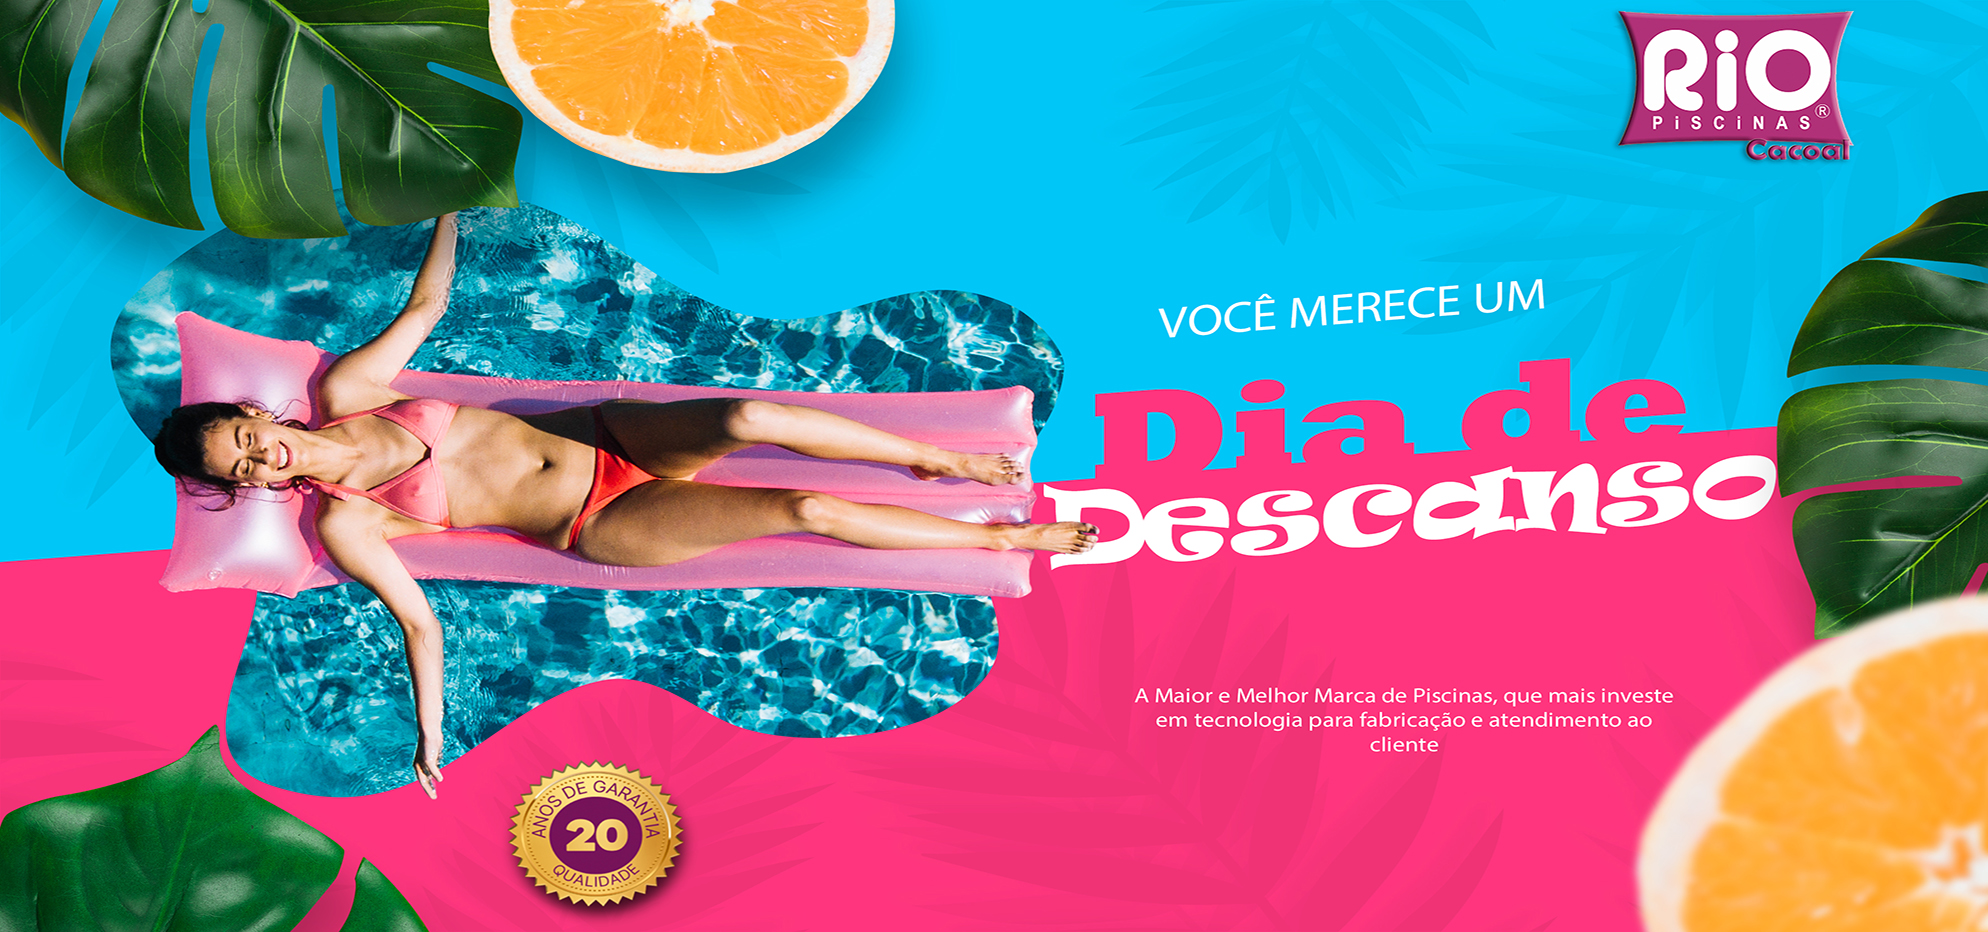 RiO
PiSCiNAS®
Cacoal
VOCÊ MERECE UM
Dia de
Descanso
A Maior e Melhor Marca de Piscinas, que mais investe
em tecnologia para fabricação e atendimento ao
cliente
ANOS DE GARANTIA
20
QUALIDADE